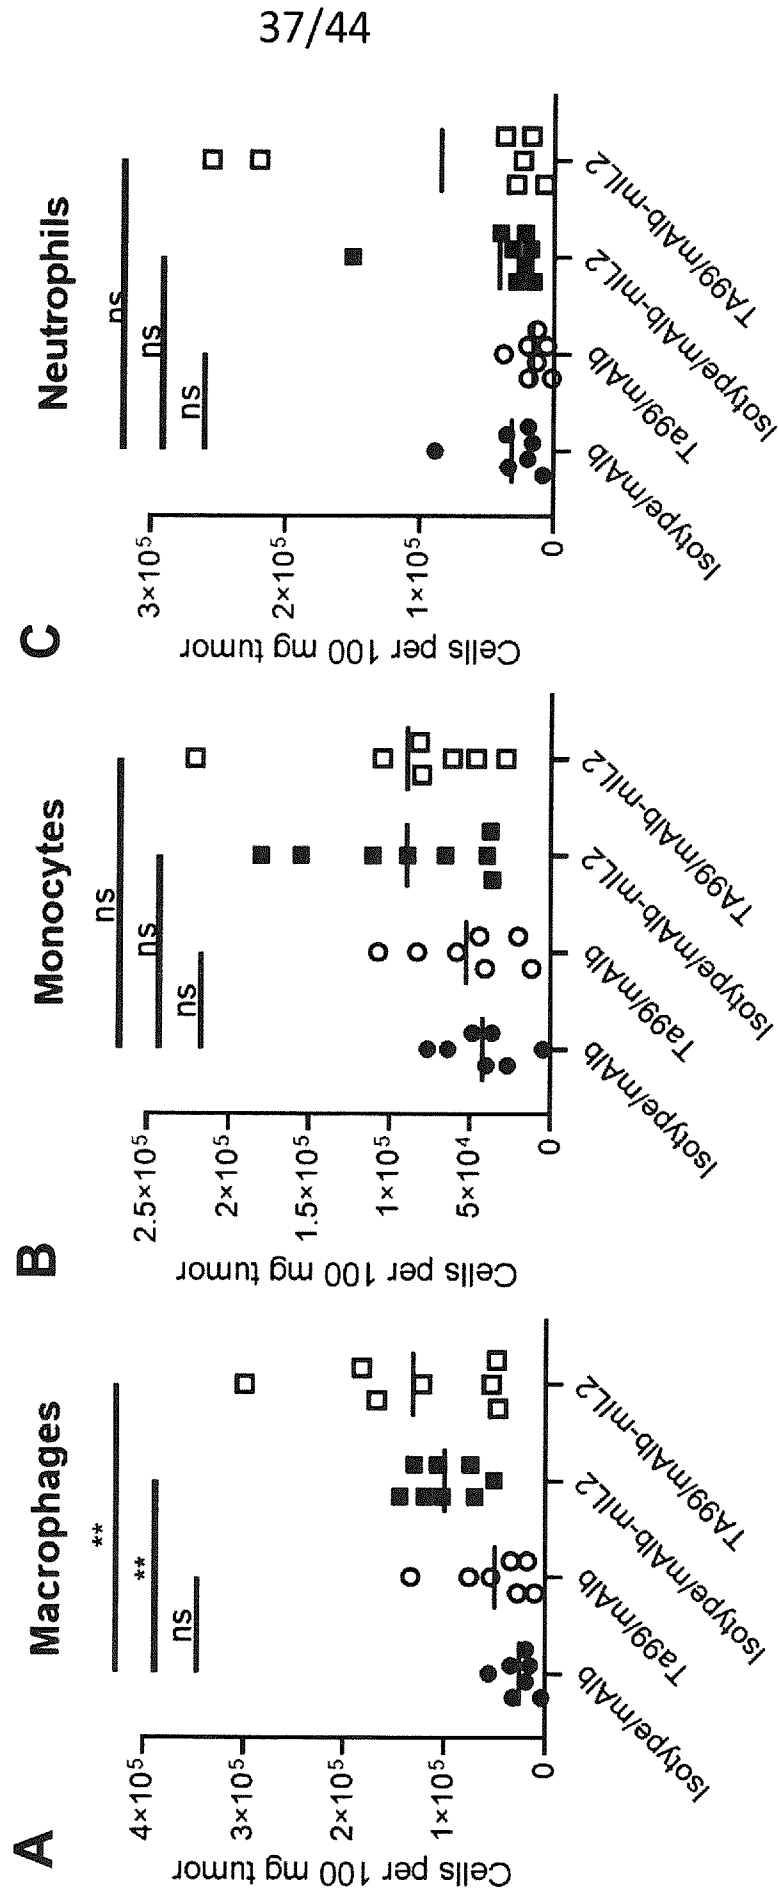 37/44
A
Macrophages
**
**
ns
Cells per 100 mg tumor
4×10⁵
3×10⁵
2×10⁵
1×10⁵
0
Isotype/mAlb
Ta99/mAlb
Isotype/mAlb-mIL2
TA99/mAlb-mIL2
B
Monocytes
ns
ns
ns
Cells per 100 mg tumor
2.5×10⁵
2×10⁵
1.5×10⁵
1×10⁵
5×10⁴
0
Isotype/mAlb
Ta99/mAlb
Isotype/mAlb-mIL2
TA99/mAlb-mIL2
C
Neutrophils
ns
ns
ns
Cells per 100 mg tumor
3×10⁵
2×10⁵
1×10⁵
0
Isotype/mAlb
Ta99/mAlb
Isotype/mAlb-mIL2
TA99/mAlb-mIL2